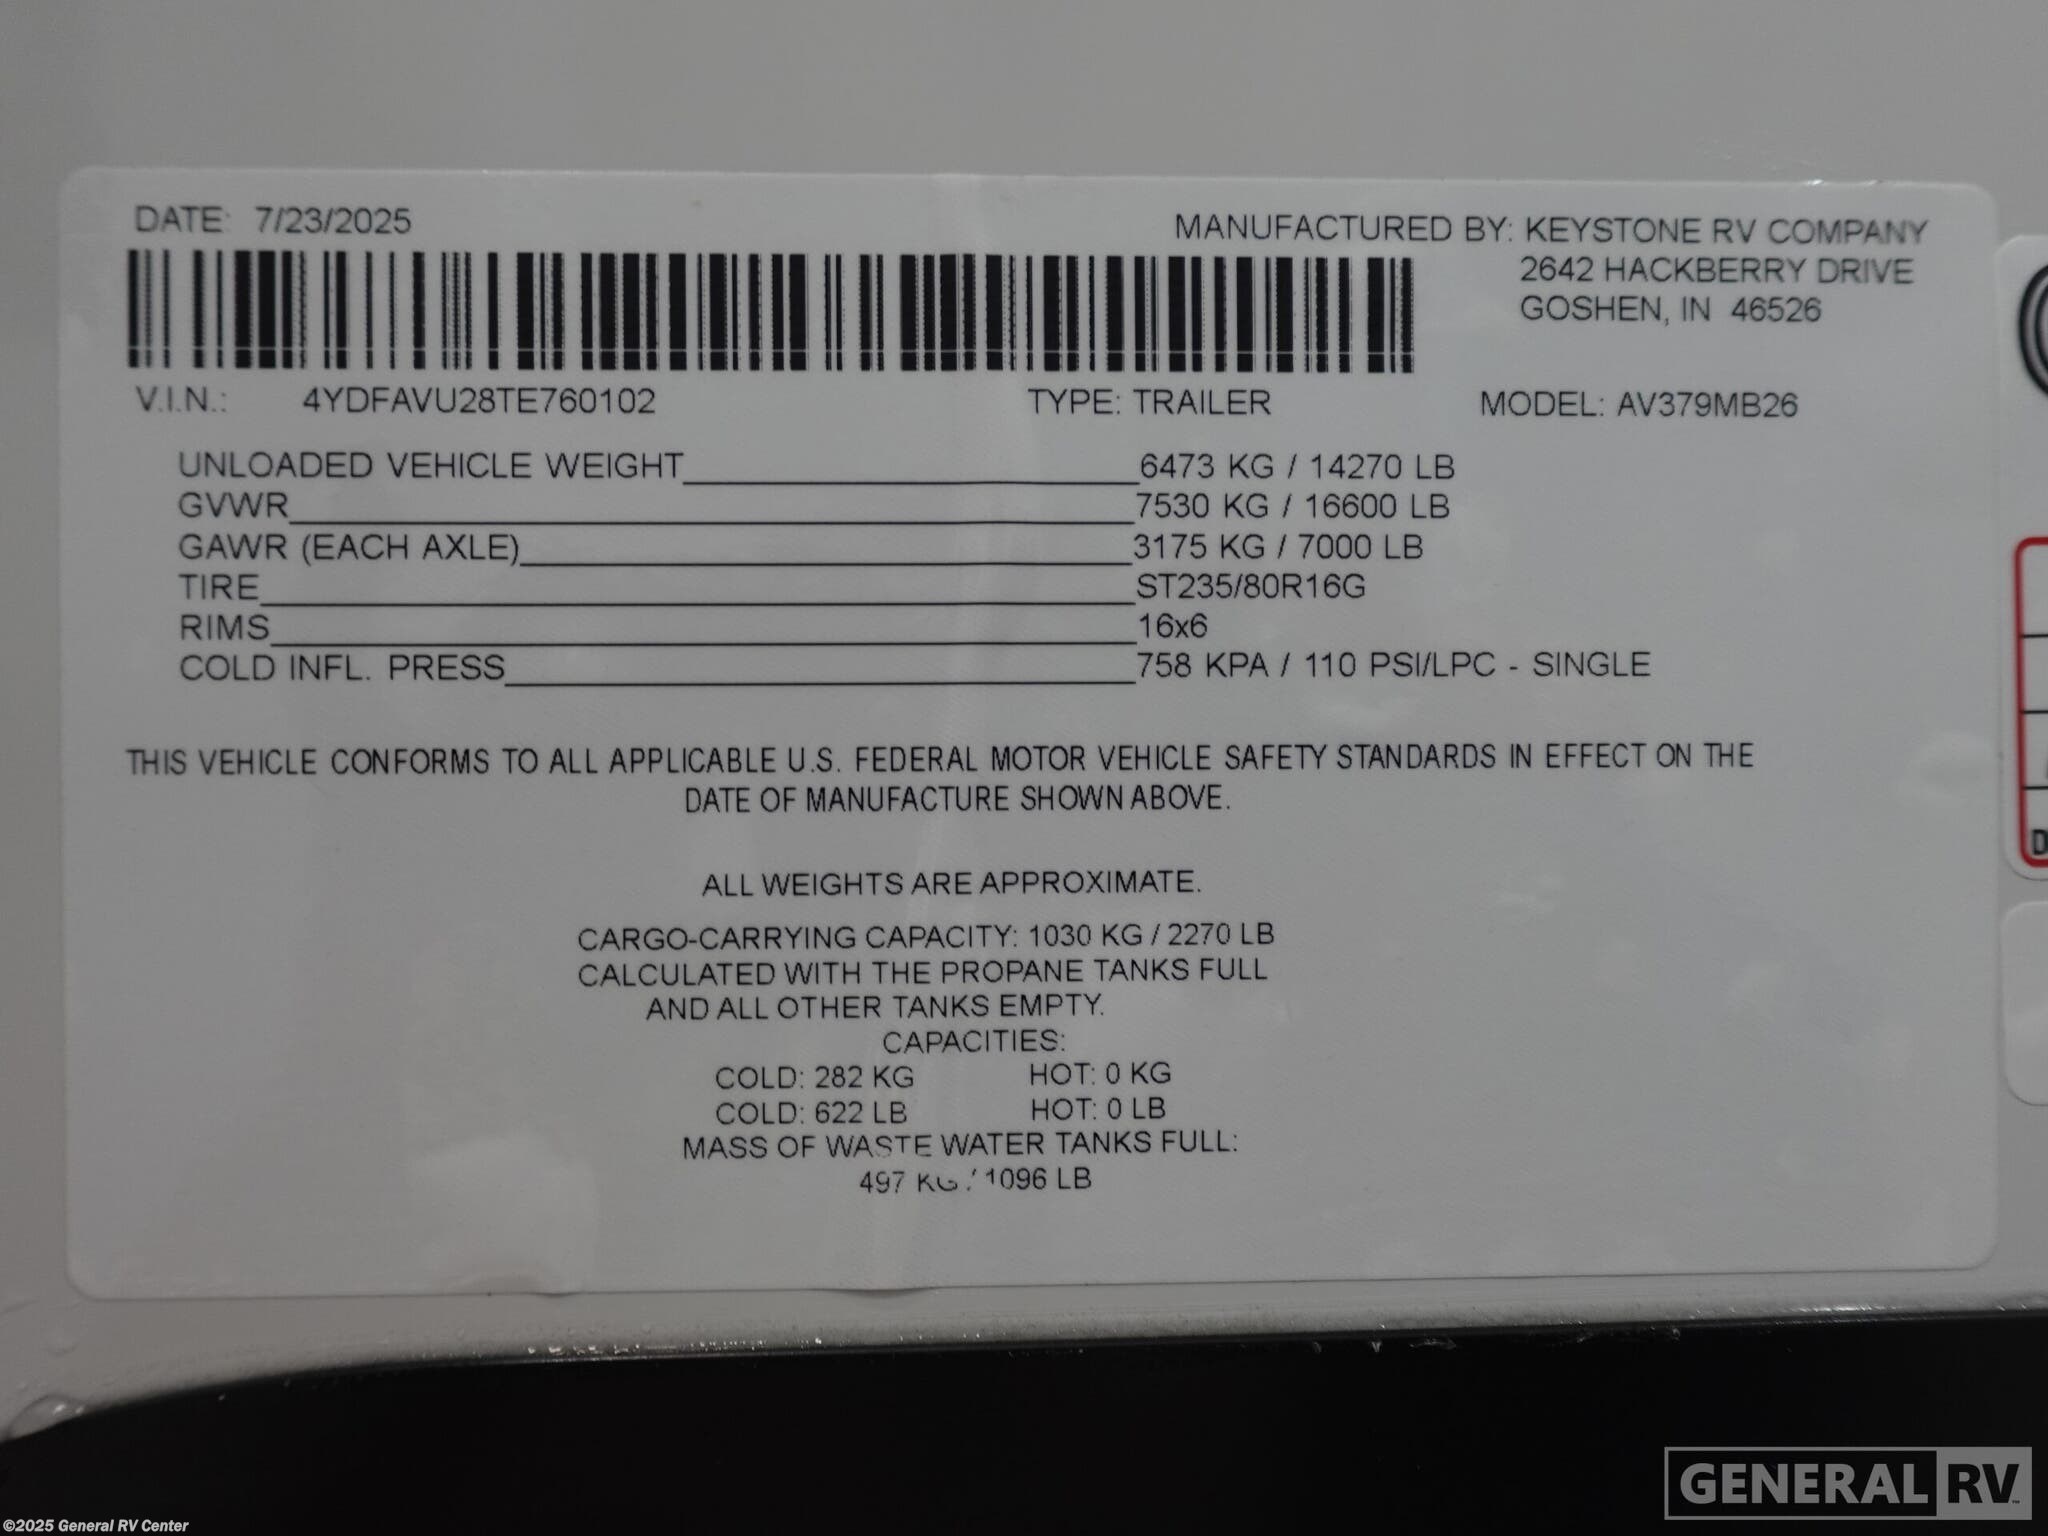 DATE: 7/23/2025
MANUFACTURED BY: KEYSTONE RV COMPANY
2642 HACKBERRY DRIVE
GOSHEN, IN 46526
V.I.N.: 4YDFAVU28TE760102 TYPE: TRAILER MODEL: AV379MB26
UNLOADED VEHICLE WEIGHT 6473 KG / 14270 LB
GVWR 7530 KG / 16600 LB
GAWR (EACH AXLE) 3175 KG / 7000 LB
TIRE ST235/80R16G
RIMS 16x6
COLD INFL. PRESS 758 KPA / 110 PSI/LPC - SINGLE
THIS VEHICLE CONFORMS TO ALL APPLICABLE U.S. FEDERAL MOTOR VEHICLE SAFETY STANDARDS IN EFFECT ON THE
DATE OF MANUFACTURE SHOWN ABOVE.
ALL WEIGHTS ARE APPROXIMATE.
CARGO-CARRYING CAPACITY: 1030 KG / 2270 LB
CALCULATED WITH THE PROPANE TANKS FULL
AND ALL OTHER TANKS EMPTY.
CAPACITIES:
COLD: 282 KG HOT: 0 KG
COLD: 622 LB HOT: 0 LB
MASS OF WASTE WATER TANKS FULL:
497 KG / 1096 LB
GENERAL RV
©2025 General RV Center